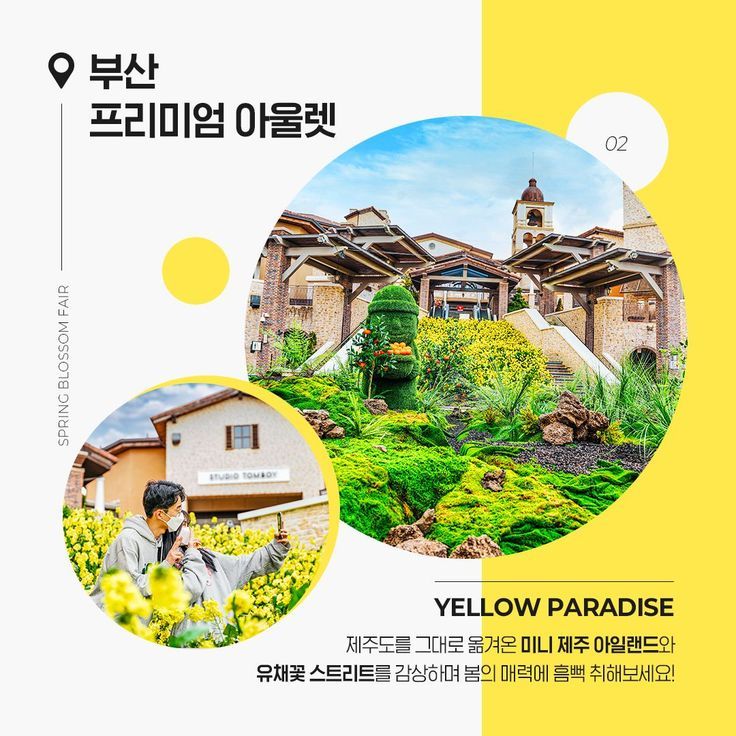 부산
프리미엄 아울렛
02
SPRING BLOSSOM FAIR
STUDIO TOMBOY
YELLOW PARADISE
제주도를 그대로 옮겨온 미니 제주 아일랜드와
유채꽃 스트리트를 감상하며 봄의 매력에 흠뻑 취해보세요!